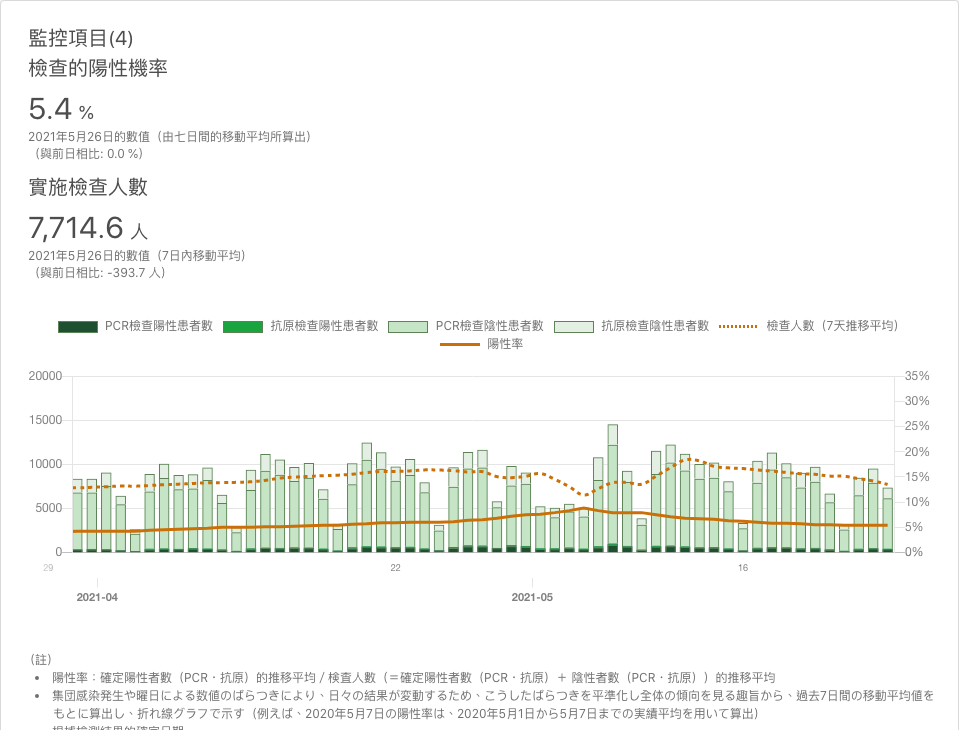 監控項目(4)
檢查的陽性機率
5.4 %
2021年5月26日的數值（由七日間的移動平均所算出）
（與前日相比: 0.0 %）
實施檢查人數
7,714.6 人
2021年5月26日的數值（7日內移動平均）
（與前日相比: -393.7 人）
PCR檢查陽性患者數 抗原檢查陽性患者數 PCR檢查陰性患者數 抗原檢查陰性患者數 檢查人數（7天推移平均）
陽性率
20000 35%
30%
15000 25%
20%
10000 15%
10%
5000 5%
0 0%
29 22 16
2021-04 2021-05
（註）
• 陽性率：確定陽性者數（PCR・抗原）的推移平均 / 檢查人數（＝確定陽性者數（PCR・抗原）＋ 陰性者數（PCR・抗原））的推移平均
• 集団感染発生や曜日による数値のばらつきにより、日々の結果が変動するため、こうしたばらつきを平準化し全体の傾向を見る趣旨から、過去7日間の移動平均値を
もとに算出し、折れ線グラフで示す（例えば、2020年5月7日の陽性率は、2020年5月1日から5月7日までの実績平均を用いて算出）